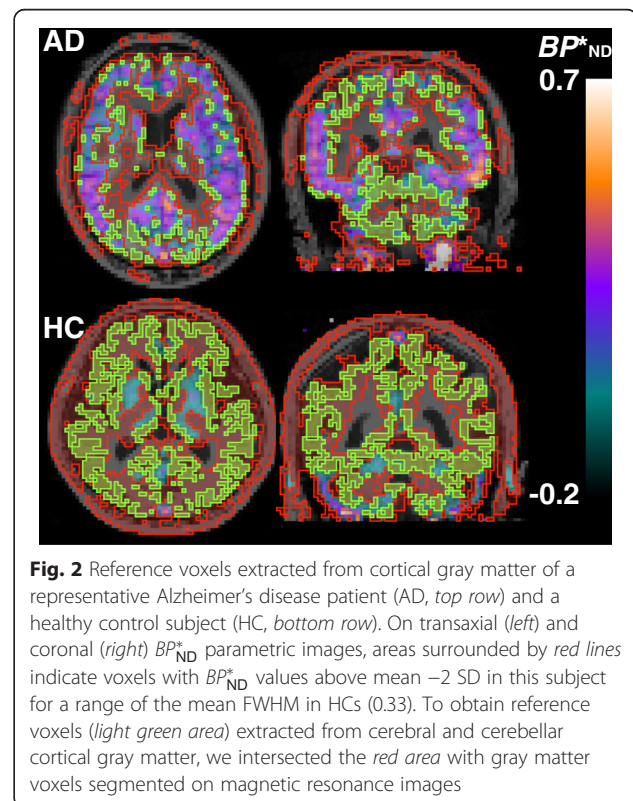 AD
BP*ND
0.7
HC
-0.2
Fig. 2 Reference voxels extracted from cortical gray matter of a
representative Alzheimer's disease patient (AD, top row) and a
healthy control subject (HC, bottom row). On transaxial (left) and
coronal (right) BP*ND parametric images, areas surrounded by red lines
indicate voxels with BP*ND values above mean −2 SD in this subject
for a range of the mean FWHM in HCs (0.33). To obtain reference
voxels (light green area) extracted from cerebral and cerebellar
cortical gray matter, we intersected the red area with gray matter
voxels segmented on magnetic resonance images